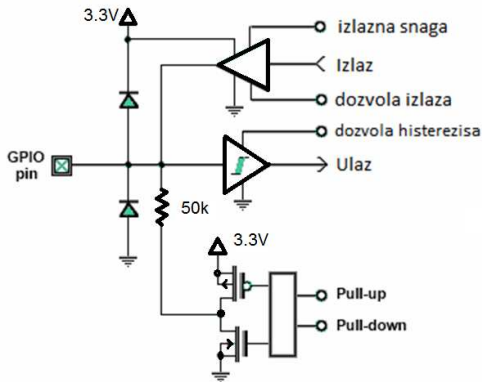 3.3V
izlazna snaga
Izlaz
dozvola izlaza
dozvola histerezisa
GPIO
pin
Ulaz
50k
3.3V
Pull-up
Pull-down